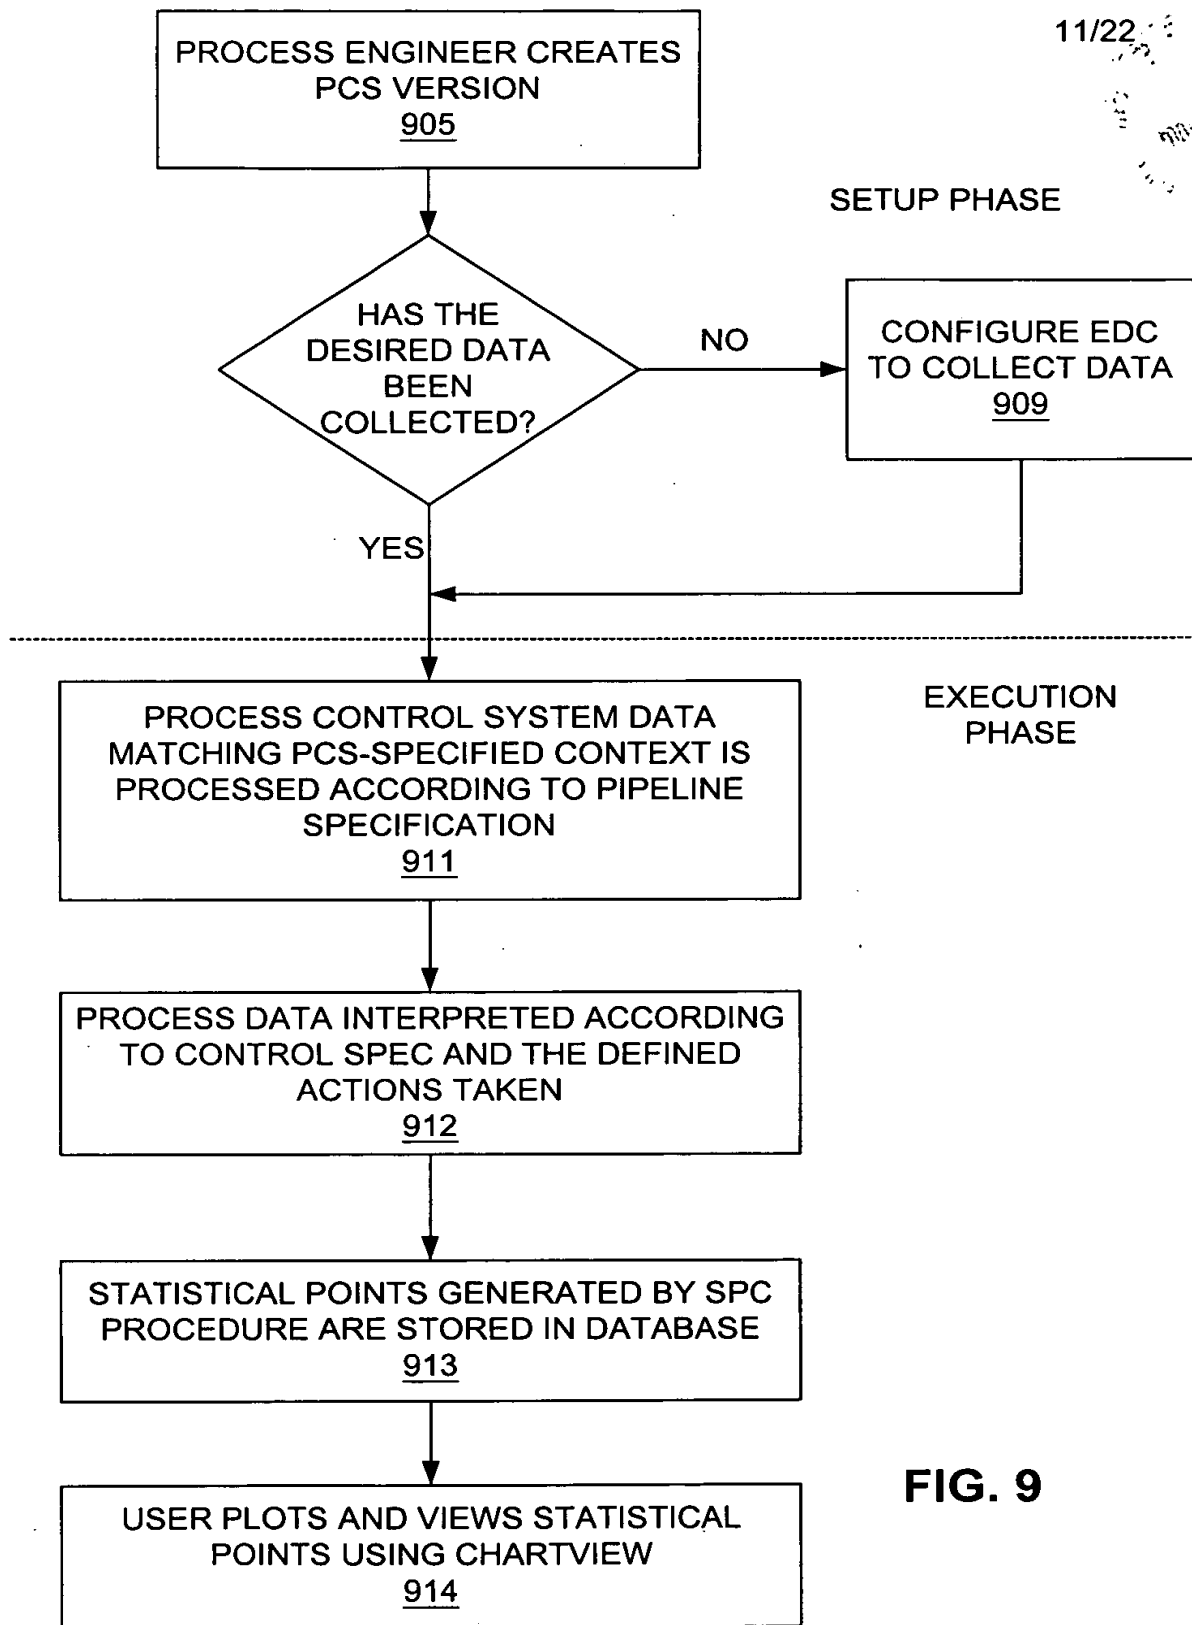 11/22
PROCESS ENGINEER CREATES
PCS VERSION
905
SETUP PHASE
HAS THE
DESIRED DATA
BEEN
COLLECTED?
NO
CONFIGURE EDC
TO COLLECT DATA
909
YES
EXECUTION
PHASE
PROCESS CONTROL SYSTEM DATA
MATCHING PCS-SPECIFIED CONTEXT IS
PROCESSED ACCORDING TO PIPELINE
SPECIFICATION
911
PROCESS DATA INTERPRETED ACCORDING
TO CONTROL SPEC AND THE DEFINED
ACTIONS TAKEN
912
STATISTICAL POINTS GENERATED BY SPC
PROCEDURE ARE STORED IN DATABASE
913
USER PLOTS AND VIEWS STATISTICAL
POINTS USING CHARTVIEW
914
FIG. 9